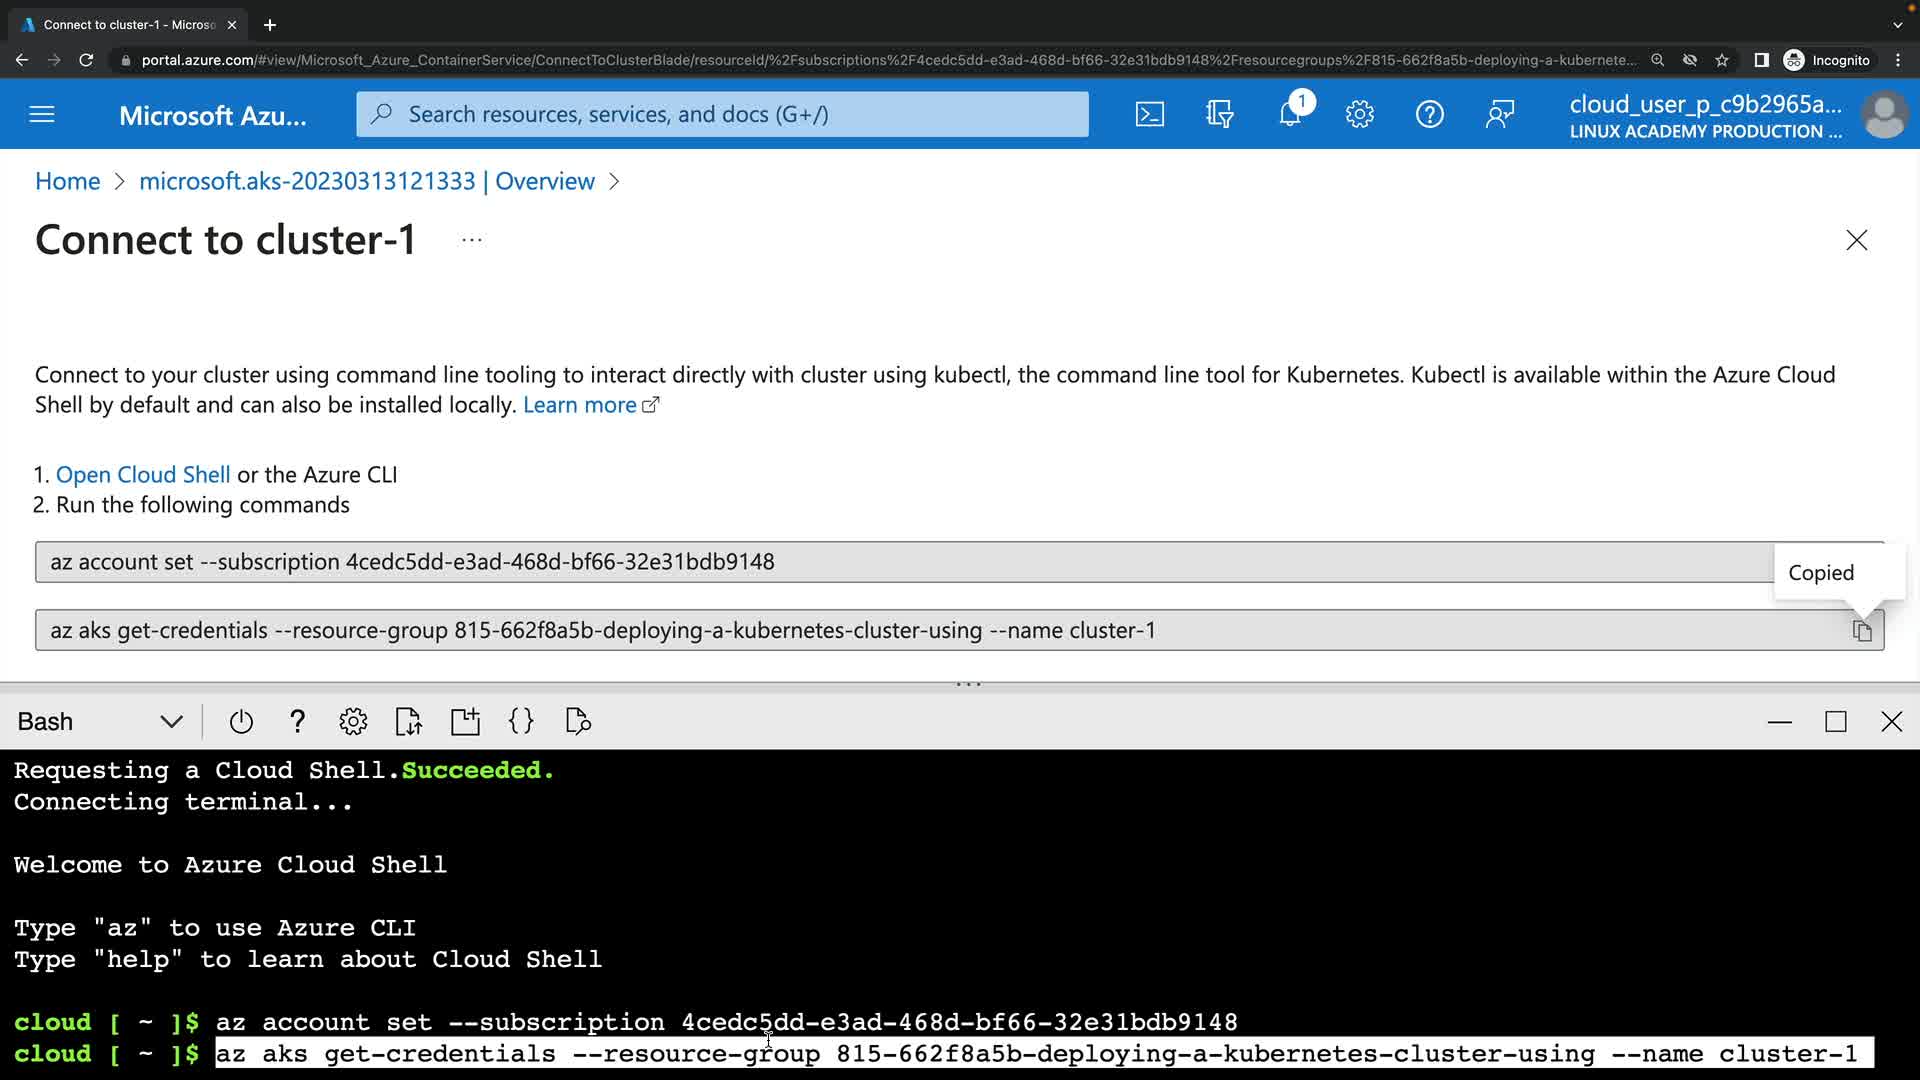 Connect to cluster-1 - Microso
portal.azure.com/#view/Microsoft_Azure_ContainerService/ConnectToClusterBlade/resourceId/%2Fsubscriptions%2F4cedc5dd-e3ad-468d-bf66-32e31bdb9148%2Fresourcegroups%2F815-662f8a5b-deploying-a-kubernete...
Incognito
Microsoft Azu...
Search resources, services, and docs (G+/)
1
cloud_user_p_c9b2965a...
LINUX ACADEMY PRODUCTION ...
Home > microsoft.aks-20230313121333 | Overview >
Connect to cluster-1 ...
Connect to your cluster using command line tooling to interact directly with cluster using kubectl, the command line tool for Kubernetes. Kubectl is available within the Azure Cloud
Shell by default and can also be installed locally. Learn more
1. Open Cloud Shell or the Azure CLI
2. Run the following commands
az account set --subscription 4cedc5dd-e3ad-468d-bf66-32e31bdb9148
Copied
az aks get-credentials --resource-group 815-662f8a5b-deploying-a-kubernetes-cluster-using --name cluster-1
Bash
Requesting a Cloud Shell.Succeeded.
Connecting terminal...
Welcome to Azure Cloud Shell
Type "az" to use Azure CLI
Type "help" to learn about Cloud Shell
cloud [ ~ ]$ az account set --subscription 4cedc5dd-e3ad-468d-bf66-32e31bdb9148
cloud [ ~ ]$ az aks get-credentials --resource-group 815-662f8a5b-deploying-a-kubernetes-cluster-using --name cluster-1